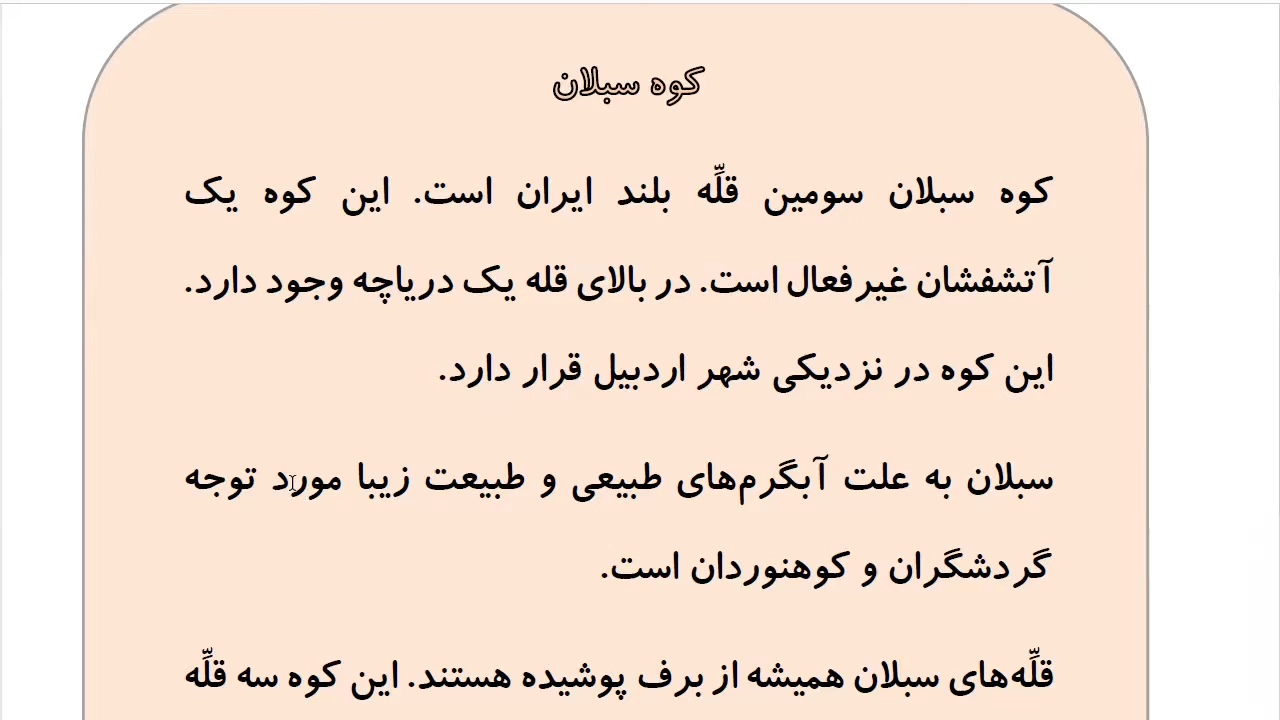 کوه سبلان
کوه سبلان سومین قلِّه بلند ایران است. این کوه یک
آتشفشان غیرفعال است. در بالای قله یک دریاچه وجود دارد.
این کوه در نزدیکی شهر اردبیل قرار دارد.
سبلان به علت آبگرم‌های طبیعی و طبیعت زیبا مورد توجه
گردشگران و کوهنوردان است.
قلِّه‌های سبلان همیشه از برف پوشیده هستند. این کوه سه قلِّه